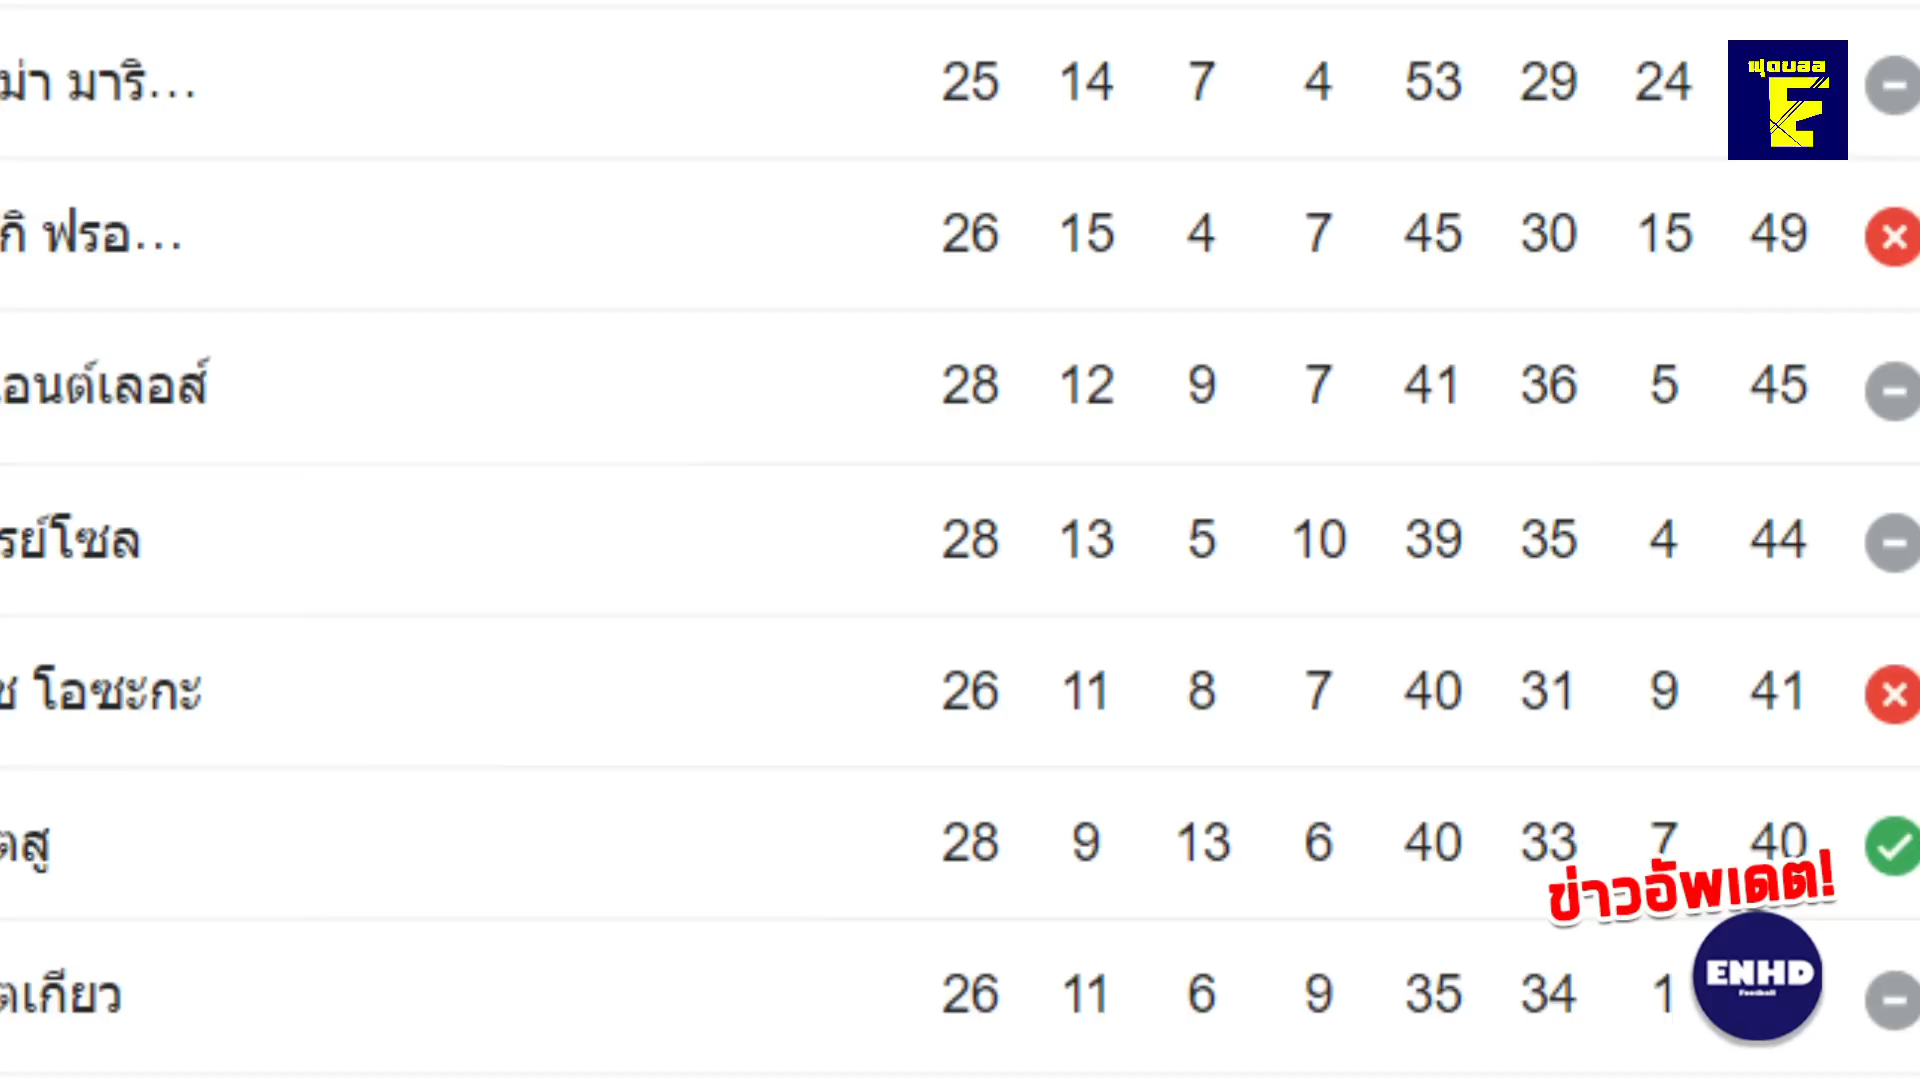 ม่า มาริ... 25 14 7 4 53 29 24
ฟุตบอล
E
กิ ฟรอ... 26 15 4 7 45 30 15 49
เอนต์เลอส์ 28 12 9 7 41 36 5 45
รย์โซล 28 13 5 10 39 35 4 44
ซ โอซะกะ 26 11 8 7 40 31 9 41
ตสึ 28 9 13 6 40 33 7 40
ข่าวอัพเดต!
ตเกียว 26 11 6 9 35 34 1
ENHD
Football